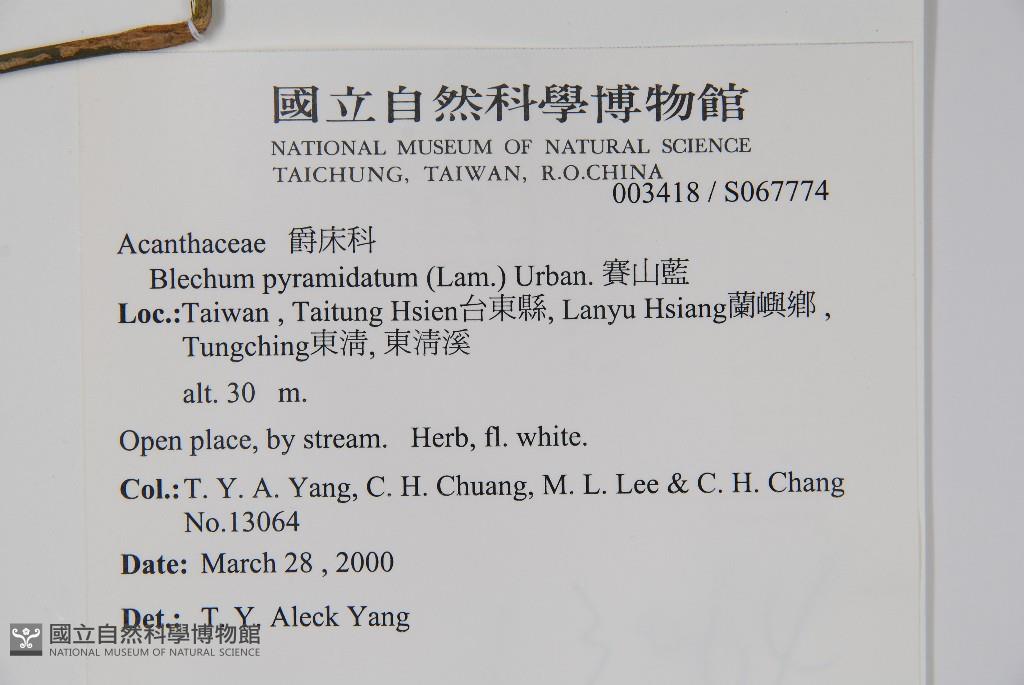 國立自然科學博物館
NATIONAL MUSEUM OF NATURAL SCIENCE
TAICHUNG, TAIWAN, R.O.CHINA
003418 / S067774
Acanthaceae 爵床科
Blechum pyramidatum (Lam.) Urban. 賽山藍
Loc.:Taiwan , Taitung Hsien台東縣, Lanyu Hsiang蘭嶼鄉 ,
Tungching東淸, 東淸溪
alt. 30 m.
Open place, by stream. Herb, fl. white.
Col.:T. Y. A. Yang, C. H. Chuang, M. L. Lee & C. H. Chang
No.13064
Date: March 28 , 2000
Det.: T. Y. Aleck Yang
國立自然科學博物館
NATIONAL MUSEUM OF NATURAL SCIENCE